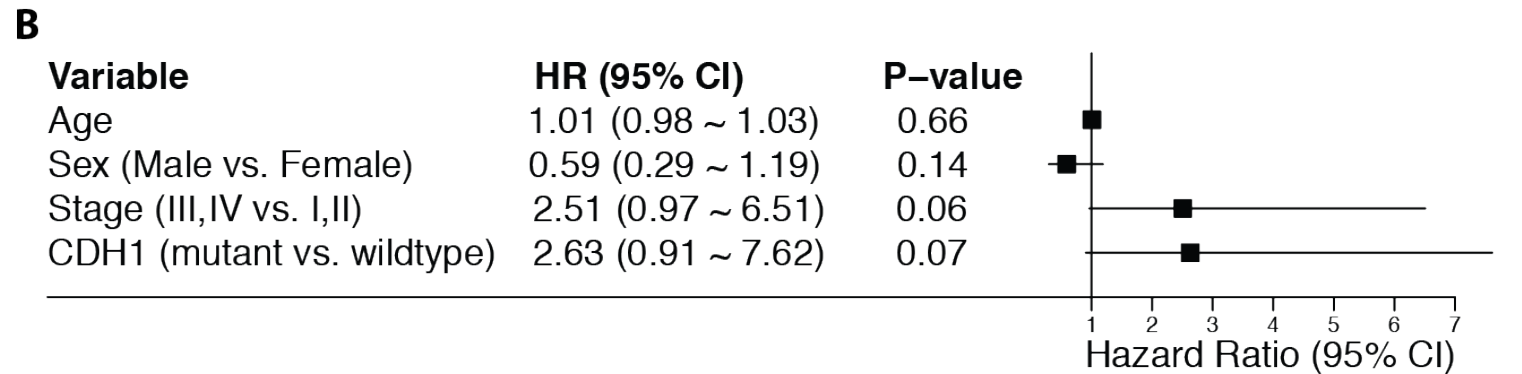 B
Variable HR (95% CI) P−value
Age 1.01 (0.98 ~ 1.03) 0.66
Sex (Male vs. Female) 0.59 (0.29 ~ 1.19) 0.14
Stage (III,IV vs. I,II) 2.51 (0.97 ~ 6.51) 0.06
CDH1 (mutant vs. wildtype) 2.63 (0.91 ~ 7.62) 0.07
1 2 3 4 5 6 7
Hazard Ratio (95% CI)